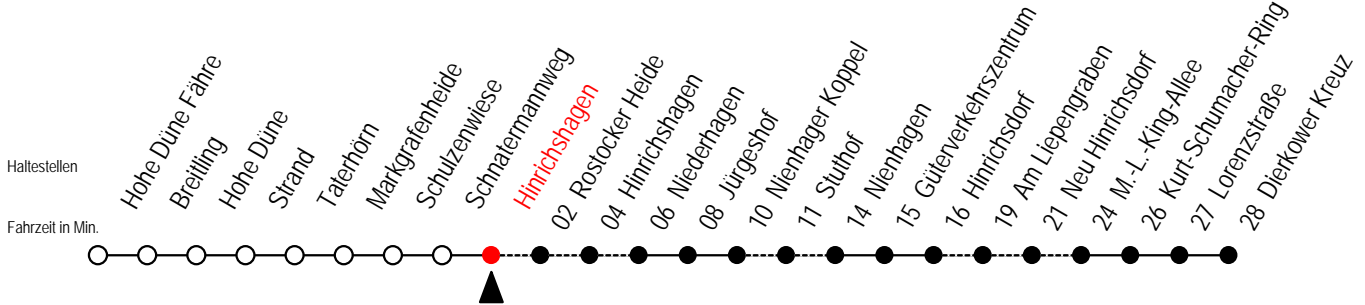 Haltestellen
Fahrzeit in Min.
Hohe Düne Fähre
Breitling
Hohe Düne
Strand
Taterhörn
Markgrafenheide
Schulzenwiese
Schnatermannweg
Hinrichshagen
02 Rostocker Heide
04 Hinrichshagen
06 Niederhagen
08 Jürgeshof
10 Nienhager Koppel
11 Stuthof
14 Nienhagen
15 Güterverkehrszentrum
16 Hinrichsdorf
19 Am Liepengraben
21 Neu Hinrichsdorf
24 M.-L.-King-Allee
26 Kurt-Schumacher-Ring
27 Lorenzstraße
28 Dierkower Kreuz